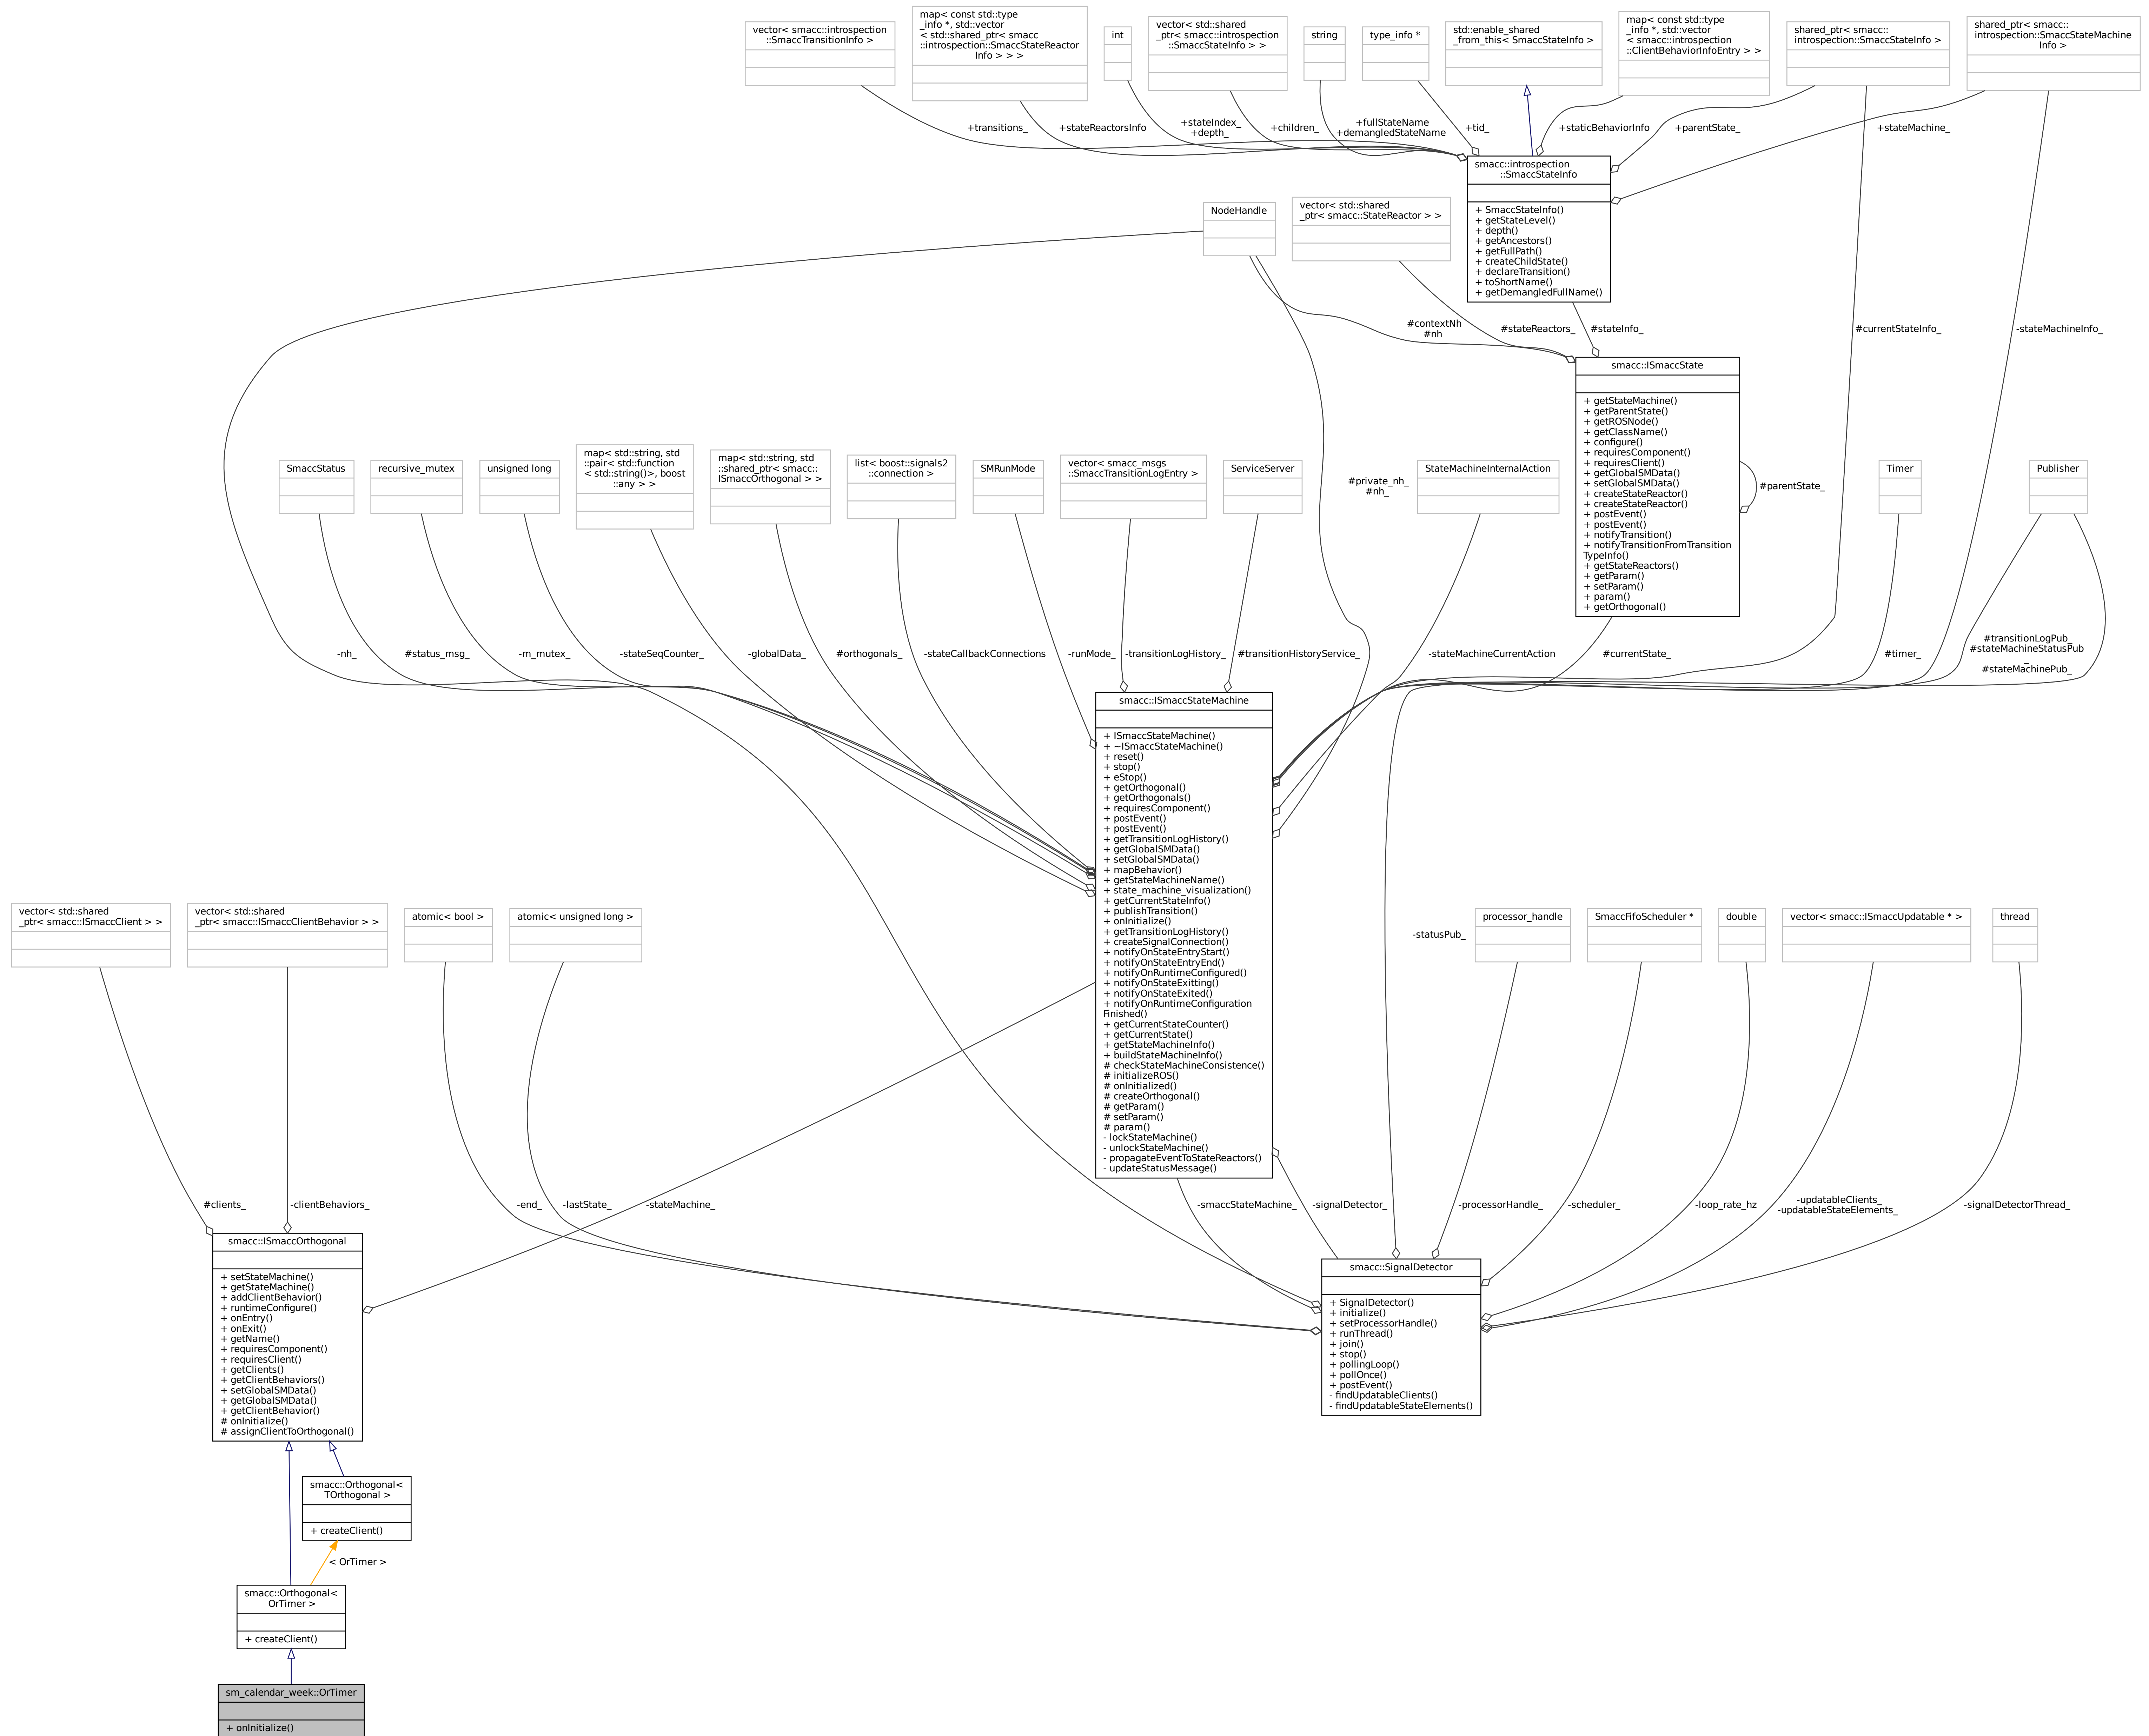 vector< smacc::introspection
::SmaccTransitionInfo >
map< const std::type
_info *, std::vector
< std::shared_ptr< smacc
::introspection::SmaccStateReactor
Info > > >
int
vector< std::shared
_ptr< smacc::introspection
::SmaccStateInfo > >
string
type_info *
std::enable_shared
_from_this< SmaccStateInfo >
map< const std::type
_info *, std::vector
< smacc::introspection
::ClientBehaviorInfoEntry > >
shared_ptr< smacc::
introspection::SmaccStateInfo >
shared_ptr< smacc::
introspection::SmaccStateMachine
Info >
+transitions_
+stateReactorsInfo
+stateIndex_
+depth_
+children_
+fullStateName
+demangledStateName
+tid_
+staticBehaviorInfo
+parentState_
+stateMachine_
smacc::introspection
::SmaccStateInfo
+ SmaccStateInfo()
+ getStateLevel()
+ depth()
+ getAncestors()
+ getFullPath()
+ createChildState()
+ declareTransition()
+ toShortName()
+ getDemangledFullName()
NodeHandle
vector< std::shared
_ptr< smacc::StateReactor > >
#contextNh
#nh
#stateReactors_
#stateInfo_
#currentStateInfo_
-stateMachineInfo_
smacc::ISmaccState
+ getStateMachine()
+ getParentState()
+ getROSNode()
+ getClassName()
+ configure()
+ requiresComponent()
+ requiresClient()
+ getGlobalSMData()
+ setGlobalSMData()
+ createStateReactor()
+ createStateReactor()
+ postEvent()
+ postEvent()
+ notifyTransition()
+ notifyTransitionFromTransition
TypeInfo()
+ getStateReactors()
+ getParam()
+ setParam()
+ param()
+ getOrthogonal()
#parentState_
SmaccStatus
recursive_mutex
unsigned long
map< std::string, std
::pair< std::function
< std::string()>, boost
::any > >
map< std::string, std
::shared_ptr< smacc::
ISmaccOrthogonal > >
list< boost::signals2
::connection >
SMRunMode
vector< smacc_msgs
::SmaccTransitionLogEntry >
ServiceServer
#private_nh_
#nh_
StateMachineInternalAction
Timer
Publisher
-nh_
#status_msg_
-m_mutex_
-stateSeqCounter_
-globalData_
#orthogonals_
-stateCallbackConnections
-runMode_
-transitionLogHistory_
#transitionHistoryService_
-stateMachineCurrentAction
#currentState_
#timer_
#transitionLogPub_
#stateMachineStatusPub
_
#stateMachinePub_
smacc::ISmaccStateMachine
+ ISmaccStateMachine()
+ ~ISmaccStateMachine()
+ reset()
+ stop()
+ eStop()
+ getOrthogonal()
+ getOrthogonals()
+ requiresComponent()
+ postEvent()
+ postEvent()
+ getTransitionLogHistory()
+ getGlobalSMData()
+ setGlobalSMData()
+ mapBehavior()
+ getStateMachineName()
+ state_machine_visualization()
+ getCurrentStateInfo()
+ publishTransition()
+ onInitialize()
+ getTransitionLogHistory()
+ createSignalConnection()
+ notifyOnStateEntryStart()
+ notifyOnStateEntryEnd()
+ notifyOnRuntimeConfigured()
+ notifyOnStateExitting()
+ notifyOnStateExited()
+ notifyOnRuntimeConfiguration
Finished()
+ getCurrentStateCounter()
+ getCurrentState()
+ getStateMachineInfo()
+ buildStateMachineInfo()
# checkStateMachineConsistence()
# initializeROS()
# onInitialized()
# createOrthogonal()
# getParam()
# setParam()
# param()
- lockStateMachine()
- unlockStateMachine()
- propagateEventToStateReactors()
- updateStatusMessage()
vector< std::shared
_ptr< smacc::ISmaccClient > >
vector< std::shared
_ptr< smacc::ISmaccClientBehavior > >
atomic< bool >
atomic< unsigned long >
-statusPub_
processor_handle
SmaccFifoScheduler *
double
vector< smacc::ISmaccUpdatable * >
thread
#clients_
-clientBehaviors_
-end_
-lastState_
-stateMachine_
-smaccStateMachine_
-signalDetector_
-processorHandle_
-scheduler_
-loop_rate_hz
-updatableClients_
-updatableStateElements_
-signalDetectorThread_
smacc::ISmaccOrthogonal
+ setStateMachine()
+ getStateMachine()
+ addClientBehavior()
+ runtimeConfigure()
+ onEntry()
+ onExit()
+ getName()
+ requiresComponent()
+ requiresClient()
+ getClients()
+ getClientBehaviors()
+ setGlobalSMData()
+ getGlobalSMData()
+ getClientBehavior()
# onInitialize()
# assignClientToOrthogonal()
smacc::SignalDetector
+ SignalDetector()
+ initialize()
+ setProcessorHandle()
+ runThread()
+ join()
+ stop()
+ pollingLoop()
+ pollOnce()
+ postEvent()
- findUpdatableClients()
- findUpdatableStateElements()
smacc::Orthogonal<
TOrthogonal >
+ createClient()
< OrTimer >
smacc::Orthogonal<
OrTimer >
+ createClient()
sm_calendar_week::OrTimer
+ onInitialize()